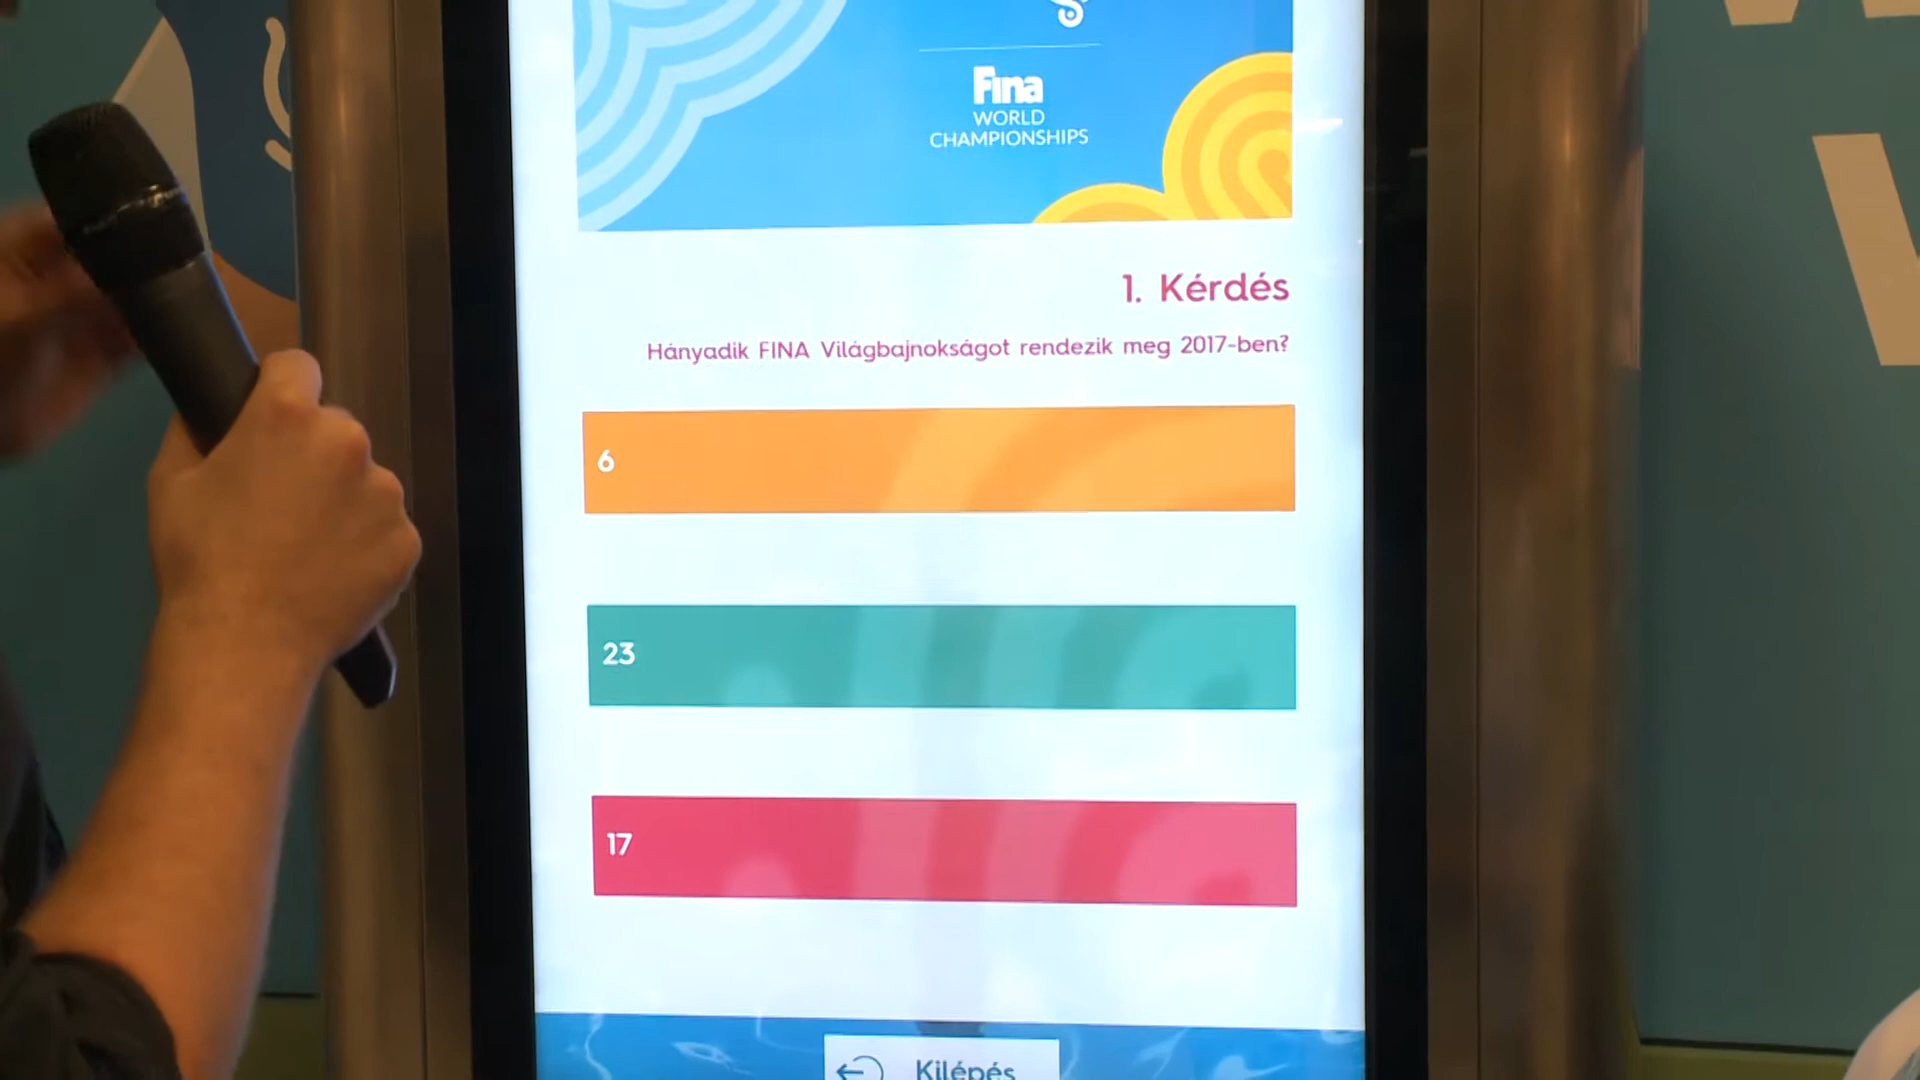 Fina
WORLD
CHAMPIONSHIPS
1. Kérdés
Hányadik FINA Világbajnokságot rendezik meg 2017-ben?
6
23
17
Kilépés